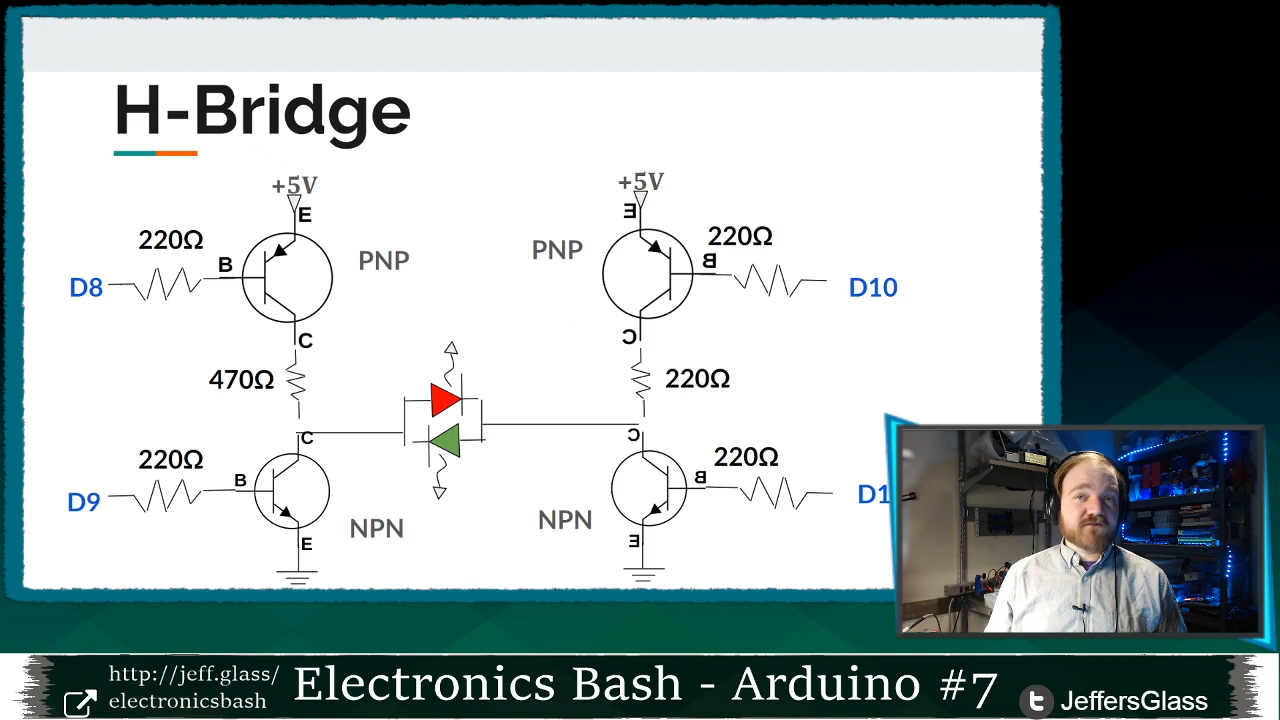 H-Bridge
+5V
+5V
E
E
220Ω
220Ω
PNP
PNP
B
B
D8
D10
C
C
470Ω
220Ω
C
C
220Ω
220Ω
B
B
D9
D1
NPN
NPN
E
E
http://jeff.glass/
electronicsbash
Electronics Bash - Arduino #7
JeffersGlass